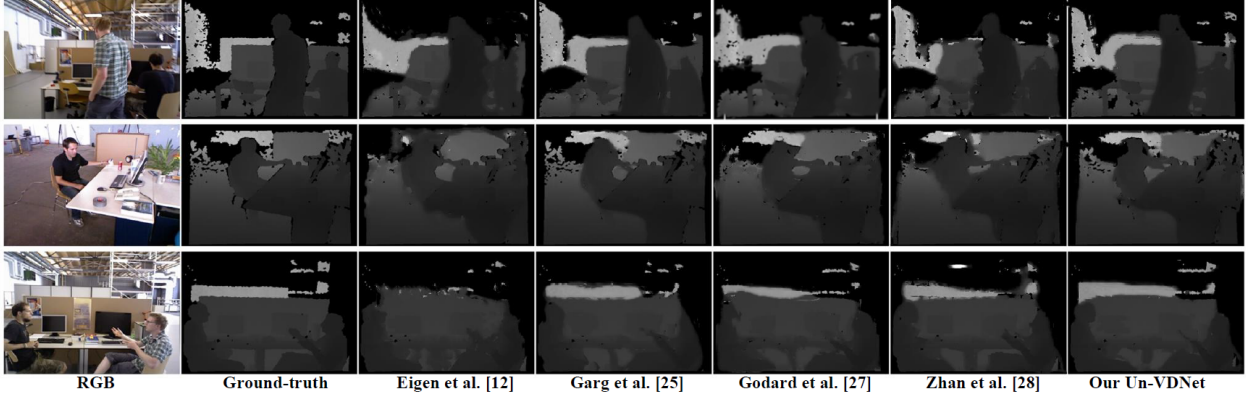 RGB
Ground-truth
Eigen et al. [12]
Garg et al. [25]
Godard et al. [27]
Zhan et al. [28]
Our Un-VDNet